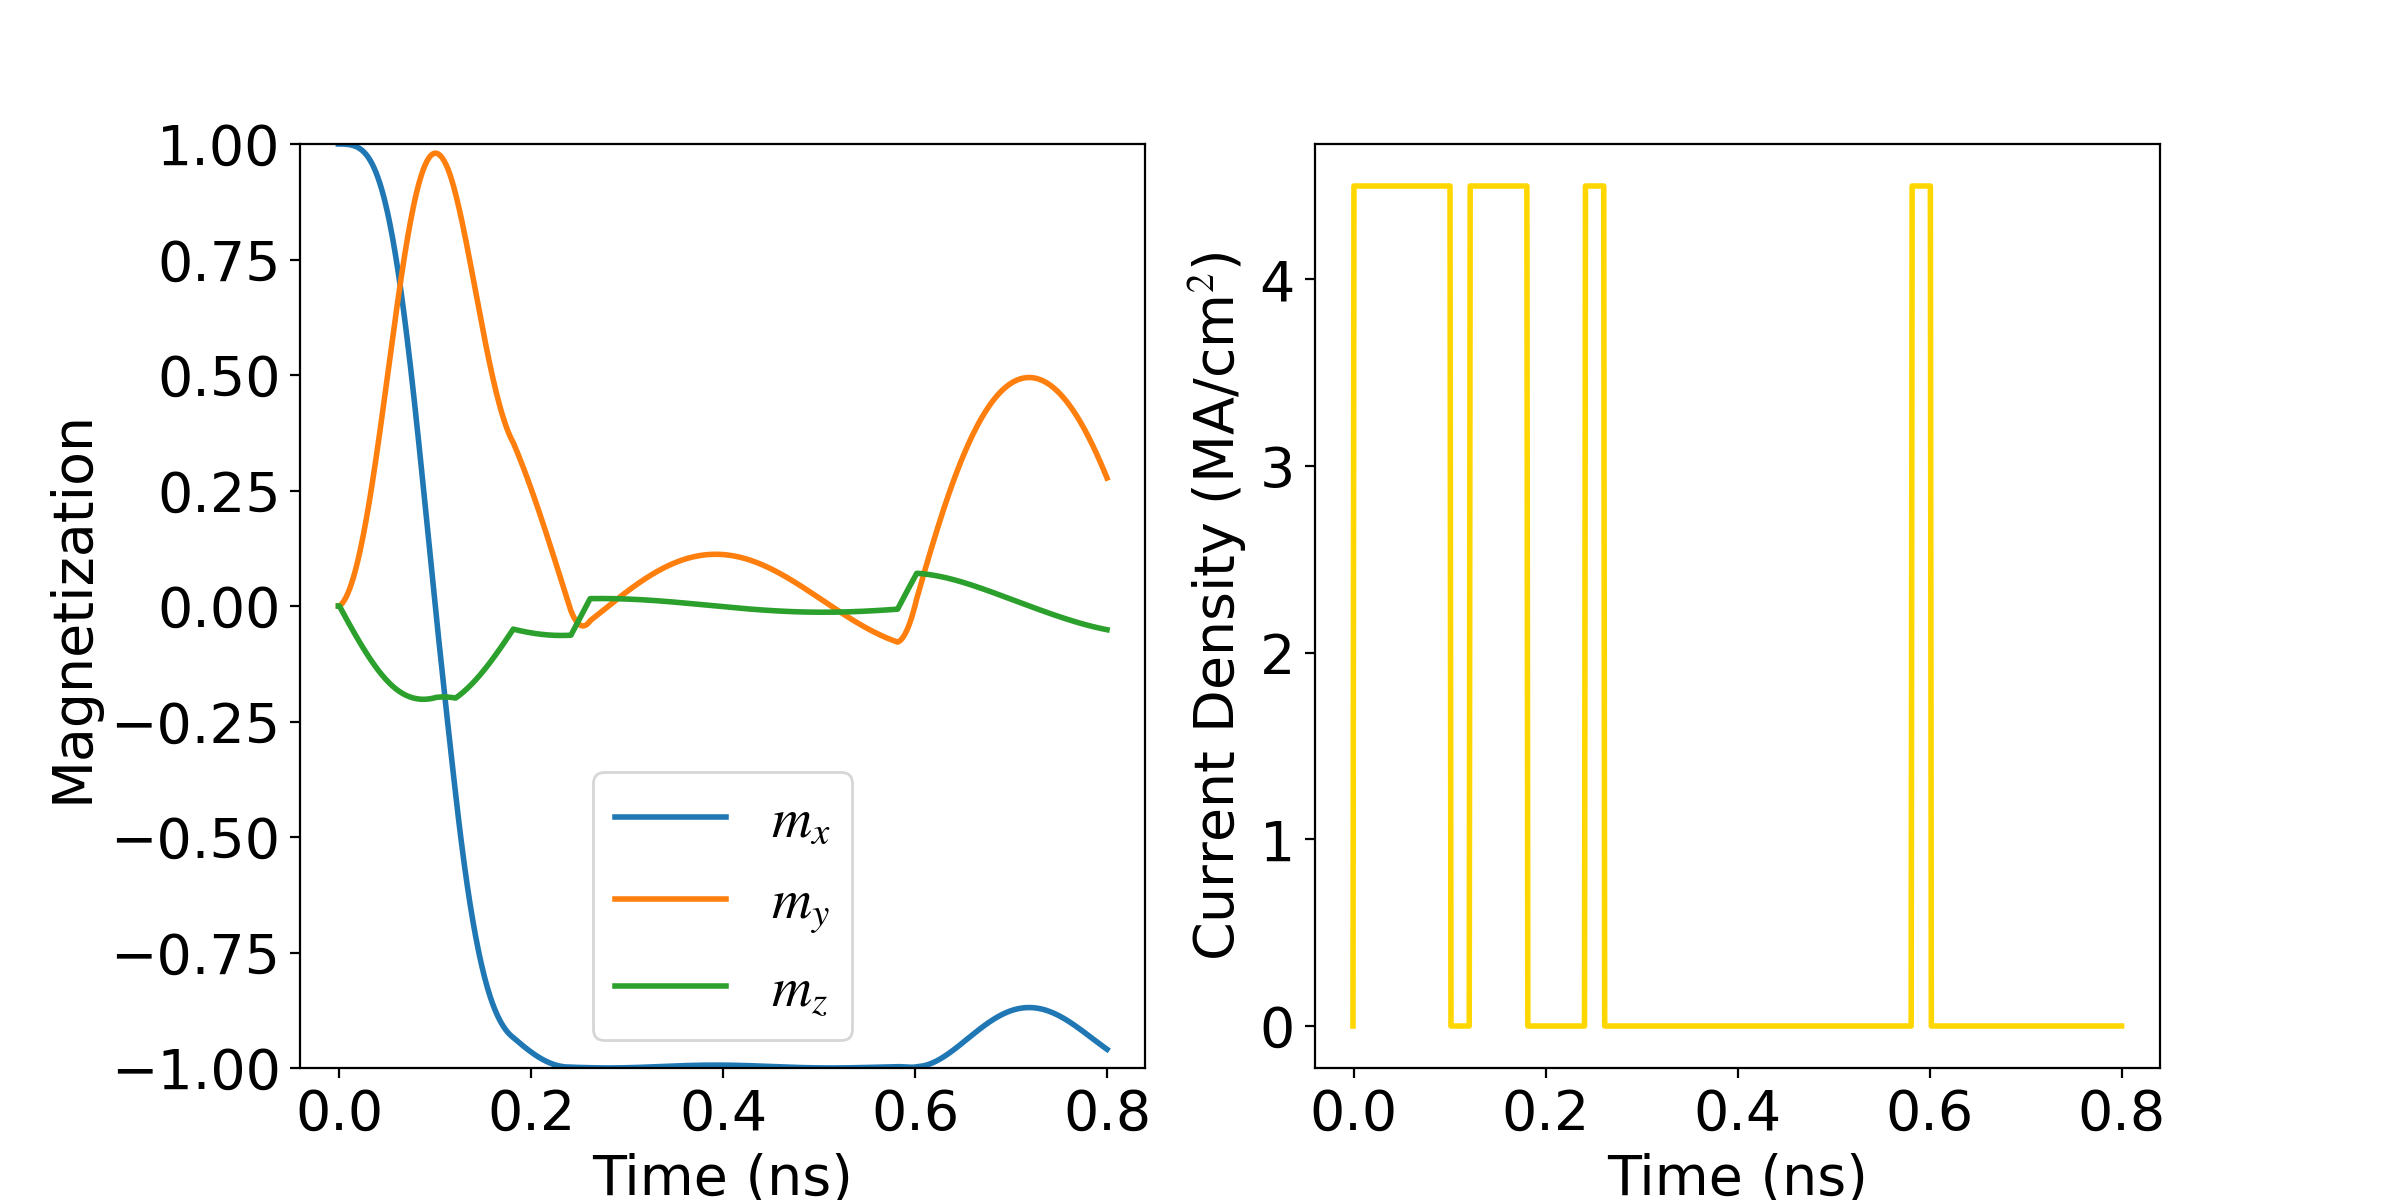 Magnetization
1.00
0.75
0.50
0.25
0.00
−0.25
−0.50
−0.75
−1.00
0.0 0.2 0.4 0.6 0.8
Time (ns)
m_x
m_y
m_z
Current Density (MA/cm²)
4
3
2
1
0
0.0 0.2 0.4 0.6 0.8
Time (ns)